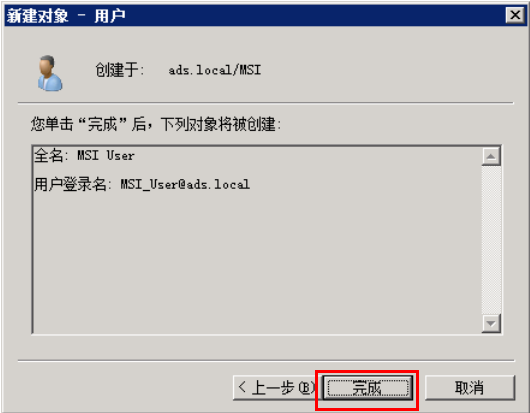 新建对象 - 用户
创建于: ads.local/MSI
您单击“完成”后，下列对象将被创建:
全名: MSI User
用户登录名: MSI_User@ads.local
< 上一步(B) 完成 取消